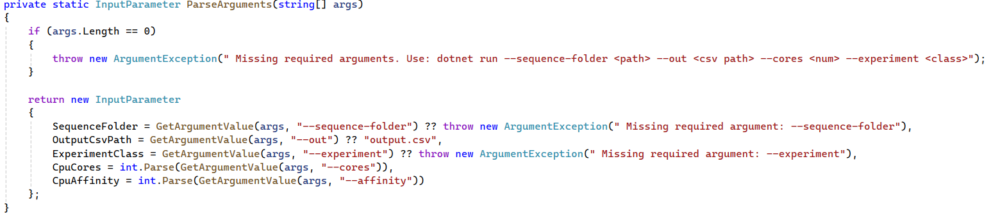 private static InputParameter ParseArguments(string[] args)
{
    if (args.Length == 0)
    {
        throw new ArgumentException(" Missing required arguments. Use: dotnet run --sequence-folder <path> --out <csv path> --cores <num> --experiment <class>");
    }

    return new InputParameter
    {
        SequenceFolder = GetArgumentValue(args, "--sequence-folder") ?? throw new ArgumentException(" Missing required argument: --sequence-folder"),
        OutputCsvPath = GetArgumentValue(args, "--out") ?? "output.csv",
        ExperimentClass = GetArgumentValue(args, "--experiment") ?? throw new ArgumentException(" Missing required argument: --experiment"),
        CpuCores = int.Parse(GetArgumentValue(args, "--cores")),
        CpuAffinity = int.Parse(GetArgumentValue(args, "--affinity"))
    };
}